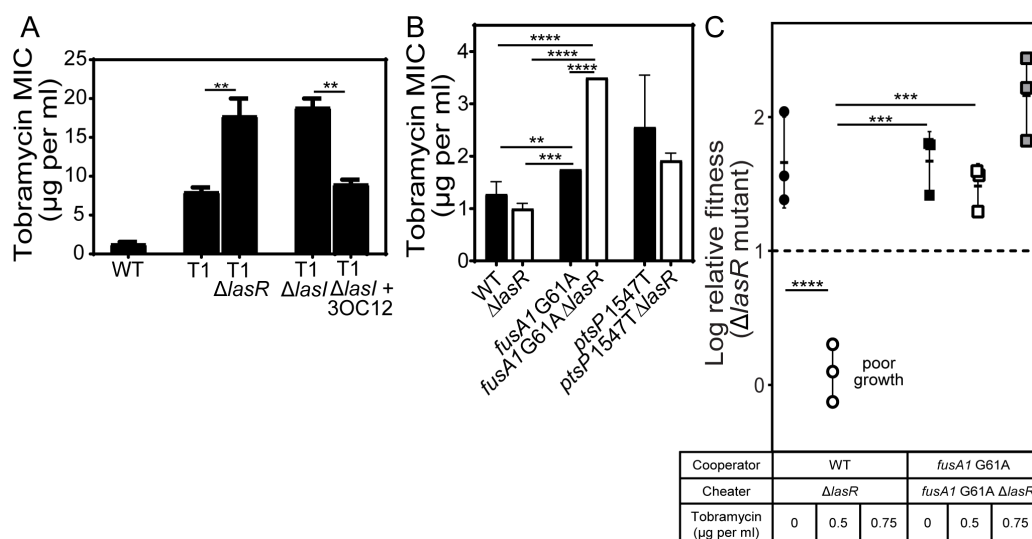 A
Tobramycin MIC
(µg per ml)
25
20
15
10
5
0
**
**
WT
T1
T1
ΔlasR
T1
ΔlasI
T1
ΔlasI +
3OC12
B
Tobramycin MIC
(µg per ml)
4
3
2
1
0
****
****
****
**
***
WT
ΔlasR
fusA1 G61A
fusA1 G61A ΔlasR
ptsP 1547T
ptsP 1547T ΔlasR
C
Log relative fitness
(ΔlasR mutant)
2
1
0
***
***
****
poor
growth
Cooperator WT fusA1 G61A
Cheater ΔlasR fusA1 G61A ΔlasR
Tobramycin
(µg per ml) 0 0.5 0.75 0 0.5 0.75